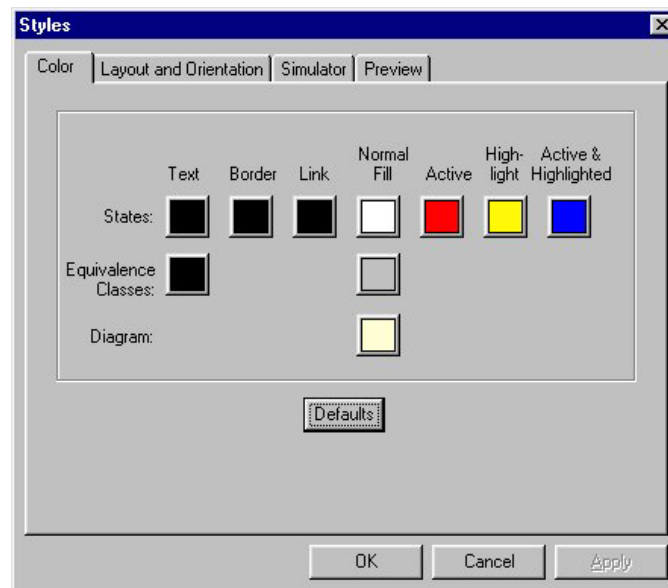 Styles
Color Layout and Orientation Simulator Preview
Text Border Link Normal Fill Active High-light Active & Highlighted
States:
Equivalence
Classes:
Diagram:
Defaults
OK Cancel Apply